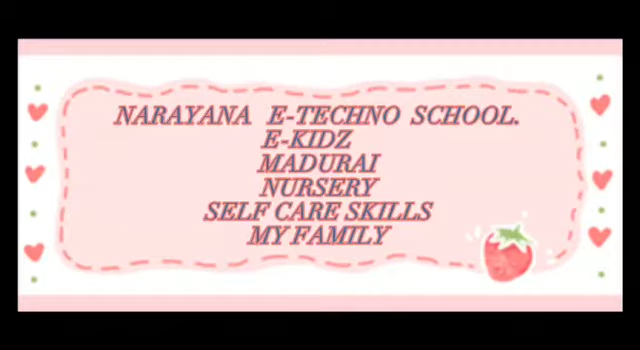 NARAYANA E-TECHNO SCHOOL.
E-KIDZ
MADURAI
NURSERY
SELF CARE SKILLS
MY FAMILY